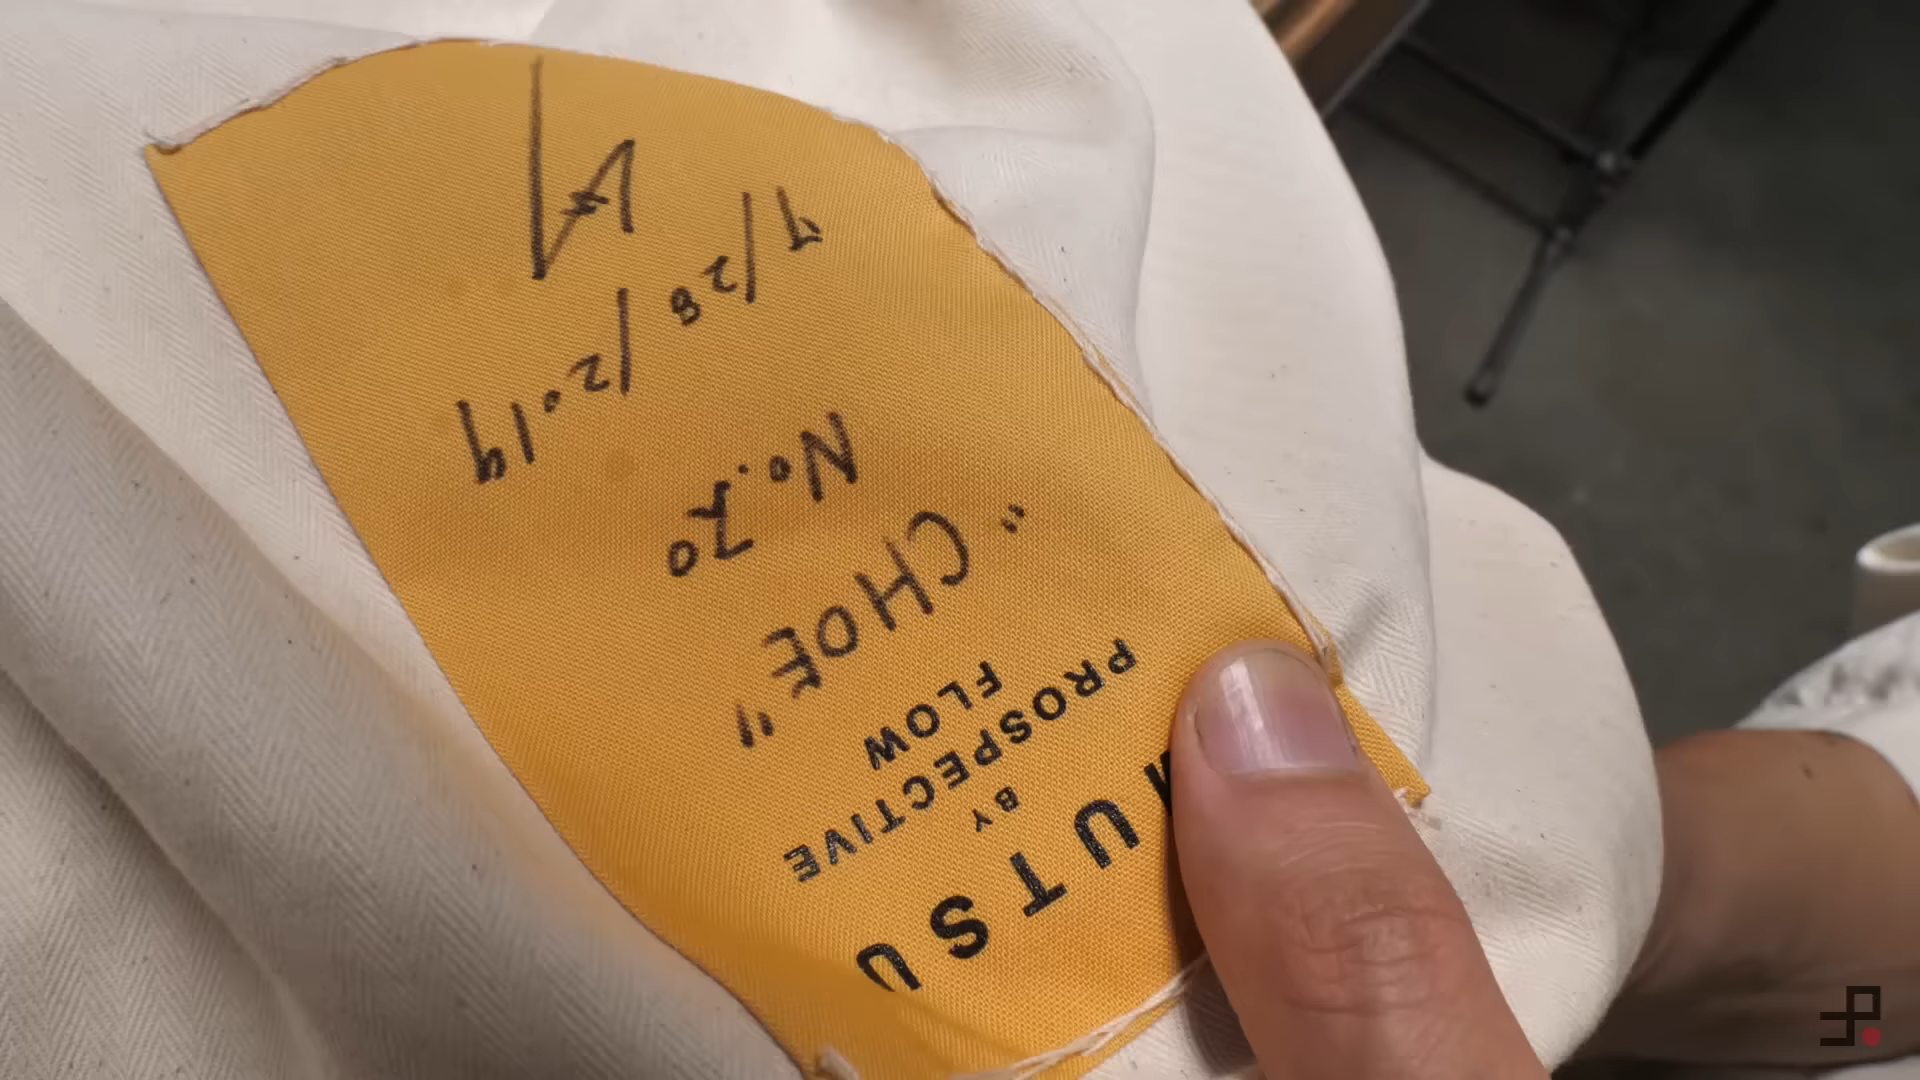 UTSU
BY
PROSPECTIVE
FLOW
"CHOE"
No. 70
9/28/2019